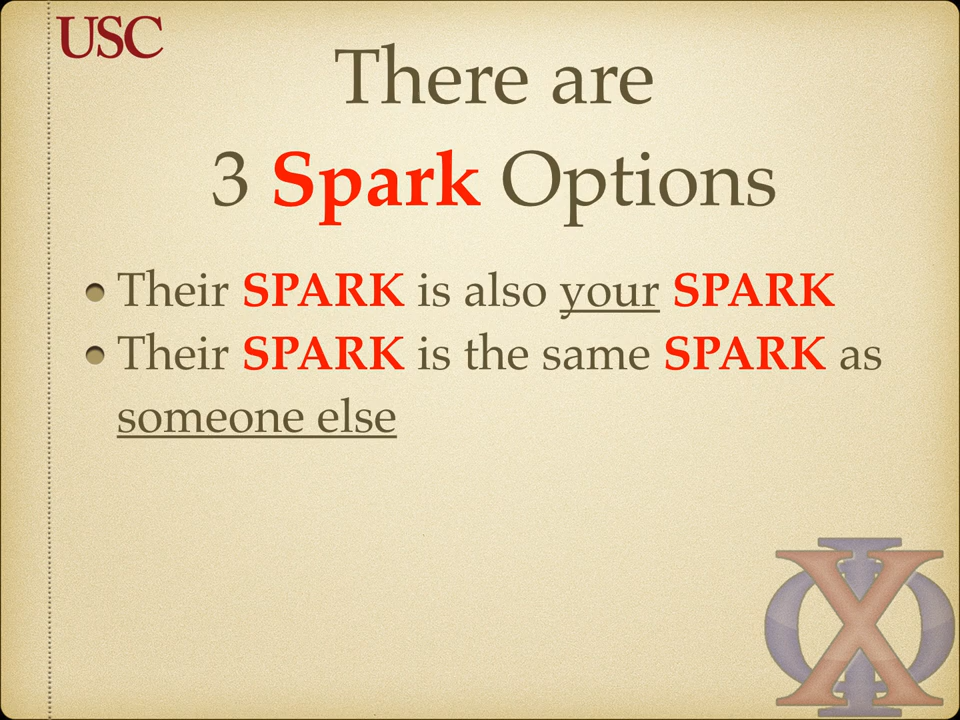 USC
There are
3 Spark Options
Their SPARK is also your SPARK
Their SPARK is the same SPARK as
someone else
ΦX